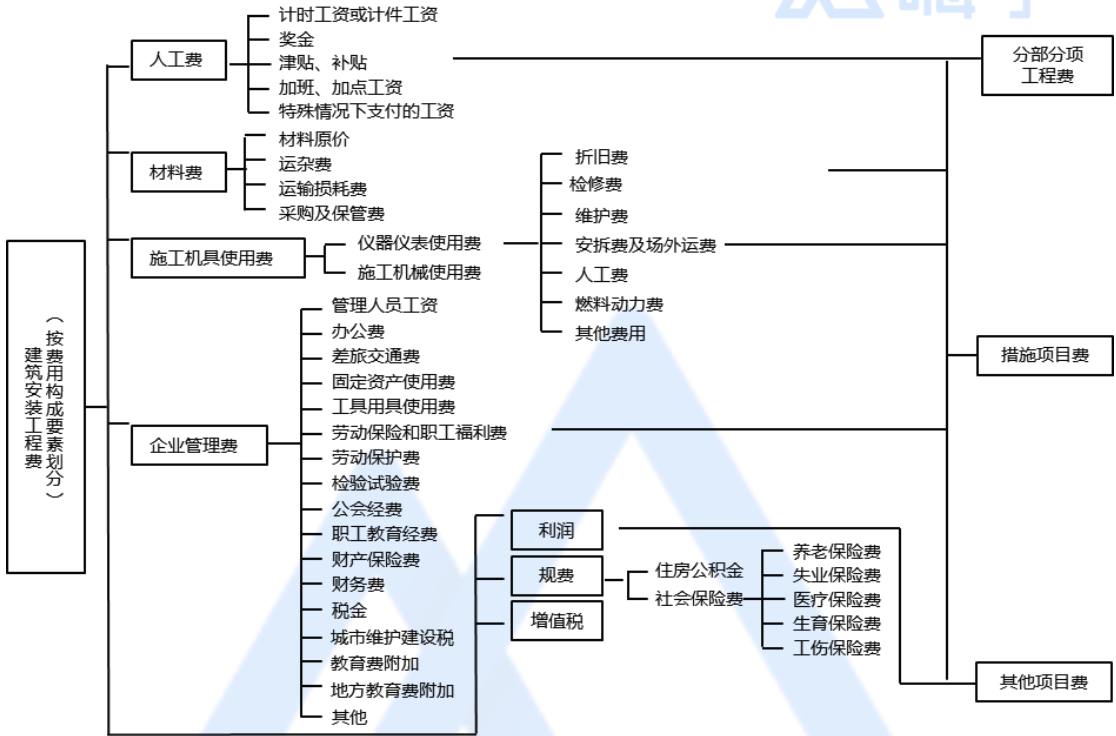 建筑安装工程费
（按费用构成要素划分）
人工费
计时工资或计件工资
奖金
津贴、补贴
加班、加点工资
特殊情况下支付的工资
材料费
材料原价
运杂费
运输损耗费
采购及保管费
施工机具使用费
仪器仪表使用费
施工机械使用费
折旧费
检修费
维护费
安拆费及场外运费
人工费
燃料动力费
其他费用
企业管理费
管理人员工资
办公费
差旅交通费
固定资产使用费
工具用具使用费
劳动保险和职工福利费
劳动保护费
检验试验费
公会经费
职工教育经费
财产保险费
财务费
税金
城市维护建设税
教育费附加
地方教育费附加
其他
利润
规费
增值税
住房公积金
社会保险费
养老保险费
失业保险费
医疗保险费
生育保险费
工伤保险费
分部分项
工程费
措施项目费
其他项目费